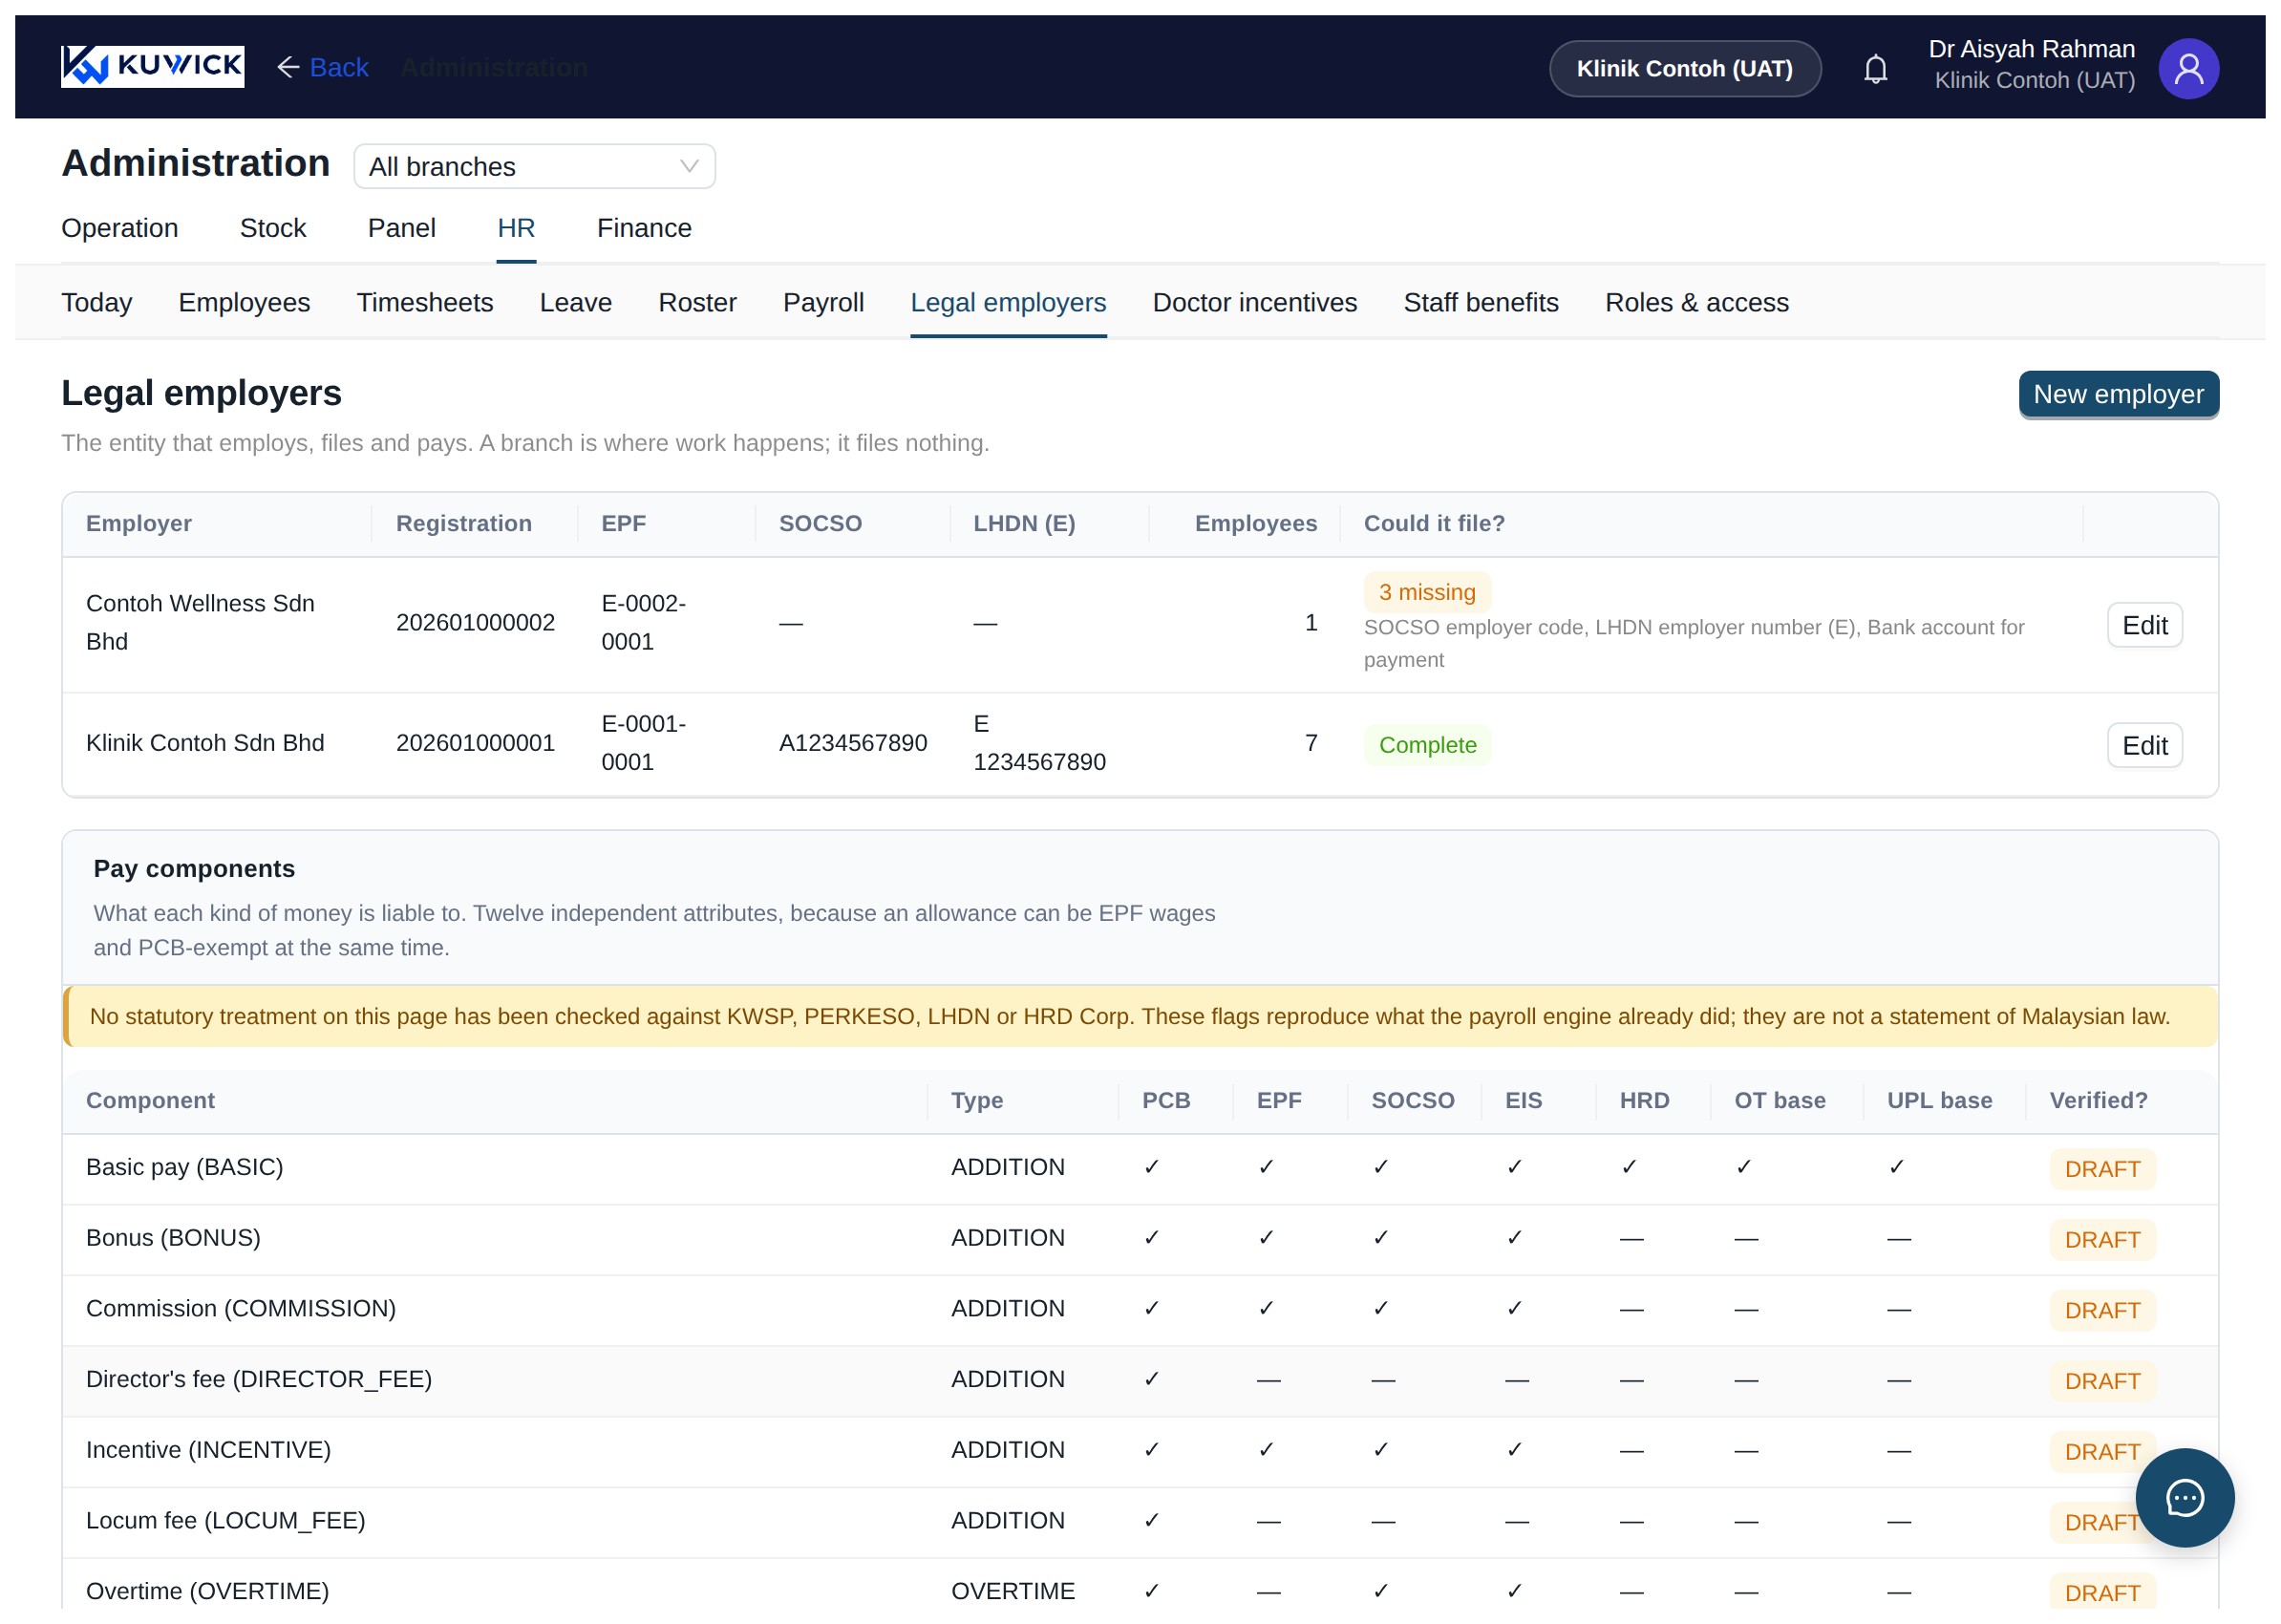 KUWICK
Back
Administration
Klinik Contoh (UAT)
Dr Aisyah Rahman
Klinik Contoh (UAT)
Administration
All branches
Operation Stock Panel HR Finance
Today Employees Timesheets Leave Roster Payroll Legal employers Doctor incentives Staff benefits Roles & access
Legal employers
New employer
The entity that employs, files and pays. A branch is where work happens; it files nothing.
Employer Registration EPF SOCSO LHDN (E) Employees Could it file?
Contoh Wellness Sdn
Bhd
202601000002
E-0002-
0001
—
—
1
3 missing
SOCSO employer code, LHDN employer number (E), Bank account for
payment
Edit
Klinik Contoh Sdn Bhd
202601000001
E-0001-
0001
A1234567890
E
1234567890
7
Complete
Edit
Pay components
What each kind of money is liable to. Twelve independent attributes, because an allowance can be EPF wages
and PCB-exempt at the same time.
No statutory treatment on this page has been checked against KWSP, PERKESO, LHDN or HRD Corp. These flags reproduce what the payroll engine already did; they are not a statement of Malaysian law.
Component Type PCB EPF SOCSO EIS HRD OT base UPL base Verified?
Basic pay (BASIC) ADDITION ✓ ✓ ✓ ✓ ✓ ✓ ✓ DRAFT
Bonus (BONUS) ADDITION ✓ ✓ ✓ ✓ — — — DRAFT
Commission (COMMISSION) ADDITION ✓ ✓ ✓ ✓ — — — DRAFT
Director's fee (DIRECTOR_FEE) ADDITION ✓ — — — — — — DRAFT
Incentive (INCENTIVE) ADDITION ✓ ✓ ✓ ✓ — — — DRAFT
Locum fee (LOCUM_FEE) ADDITION ✓ — — — — — — DRAFT
Overtime (OVERTIME) OVERTIME ✓ — ✓ ✓ — — — DRAFT